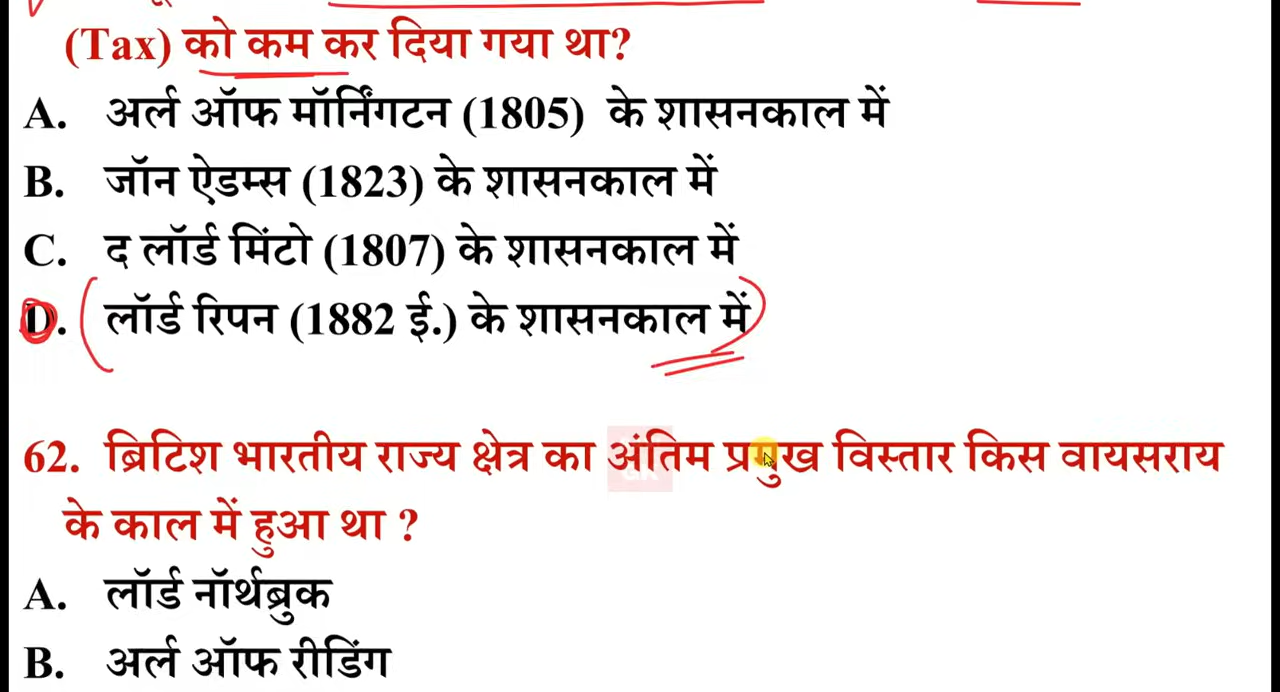 (Tax) को कम कर दिया गया था?
A. अर्ल ऑफ मॉर्निंगटन (1805) के शासनकाल में
B. जॉन ऐडम्स (1823) के शासनकाल में
C. द लॉर्ड मिंटो (1807) के शासनकाल में
D. लॉर्ड रिपन (1882 ई.) के शासनकाल में
62. ब्रिटिश भारतीय राज्य क्षेत्र का अंतिम प्रमुख विस्तार किस वायसराय
के काल में हुआ था ?
A. लॉर्ड नॉर्थब्रुक
B. अर्ल ऑफ रीडिंग